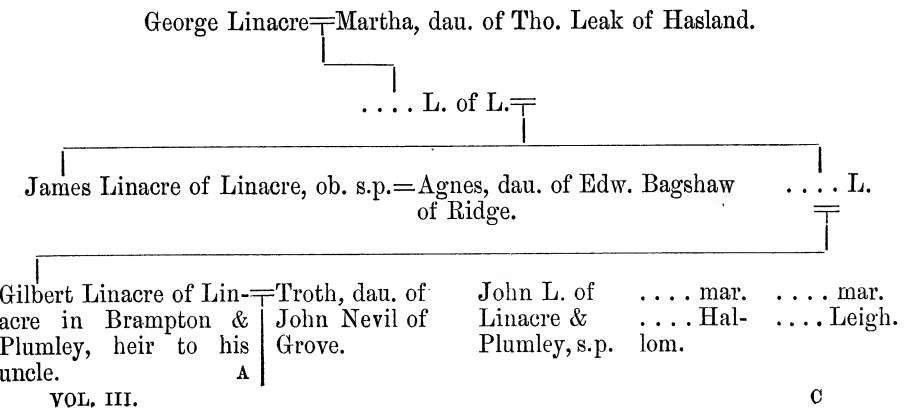 George Linacre=Martha, dau. of Tho. Leak of Hasland.
. . . . L. of L.=
James Linacre of Linacre, ob. s.p.=Agnes, dau. of Edw. Bagshaw of Ridge.
. . . . L.
=
Gilbert Linacre of Lin-
acre in Brampton &
Plumley, heir to his
uncle.
A
=Troth, dau. of
John Nevil of
Grove.
John L. of
Linacre &
Plumley, s.p.
. . . . mar.
. . . . Hal-
lom.
. . . . mar.
. . . . Leigh.
VOL. III.
C